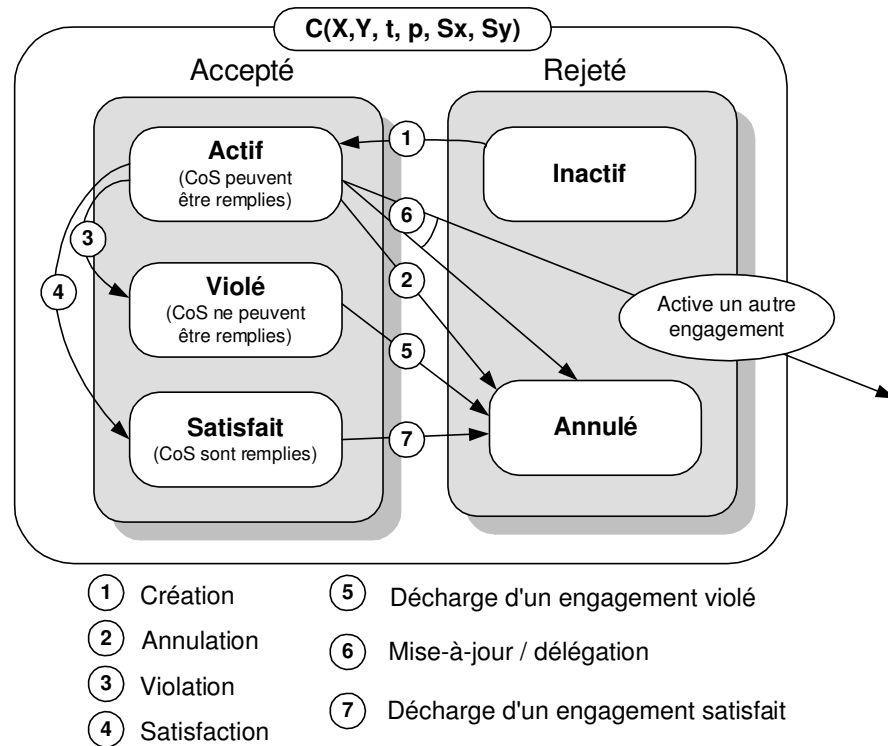 C(X,Y, t, p, Sx, Sy)
Accepté
Rejeté
Actif
(CoS peuvent
être remplies)
1
Inactif
6
3
2
4
Violé
(CoS ne peuvent
être remplies)
Active un autre
engagement
5
Satisfait
(CoS sont remplies)
7
Annulé
1 Création
2 Annulation
3 Violation
4 Satisfaction
5 Décharge d'un engagement violé
6 Mise-à-jour / délégation
7 Décharge d'un engagement satisfait